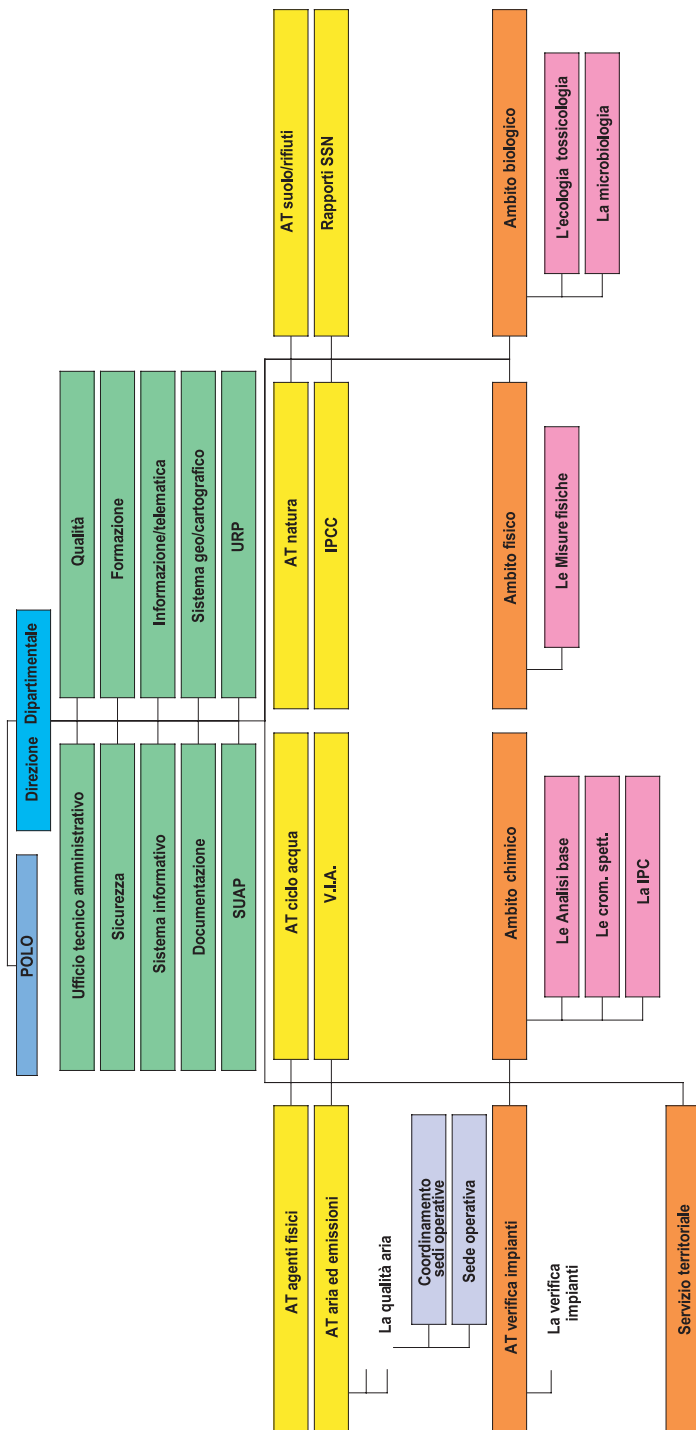 POLO
Direzione Dipartimentale
Ufficio tecnico amministrativo
Qualità
Sicurezza
Formazione
Sistema informativo
Informazione/telematica
Documentazione
Sistema geo/cartografico
SUAP
URP
AT agenti fisici
AT ciclo acqua
AT natura
AT suolo/rifiuti
AT aria ed emissioni
V.I.A.
IPCC
Rapporti SSN
La qualità aria
Coordinamento
sedi operative
Sede operativa
AT verifica impianti
Ambito chimico
Ambito fisico
Ambito biologico
La verifica
impianti
Le Analisi base
Le Misure fisiche
L'ecologia tossicologia
Le crom. spett.
La microbiologia
La IPC
Servizio territoriale